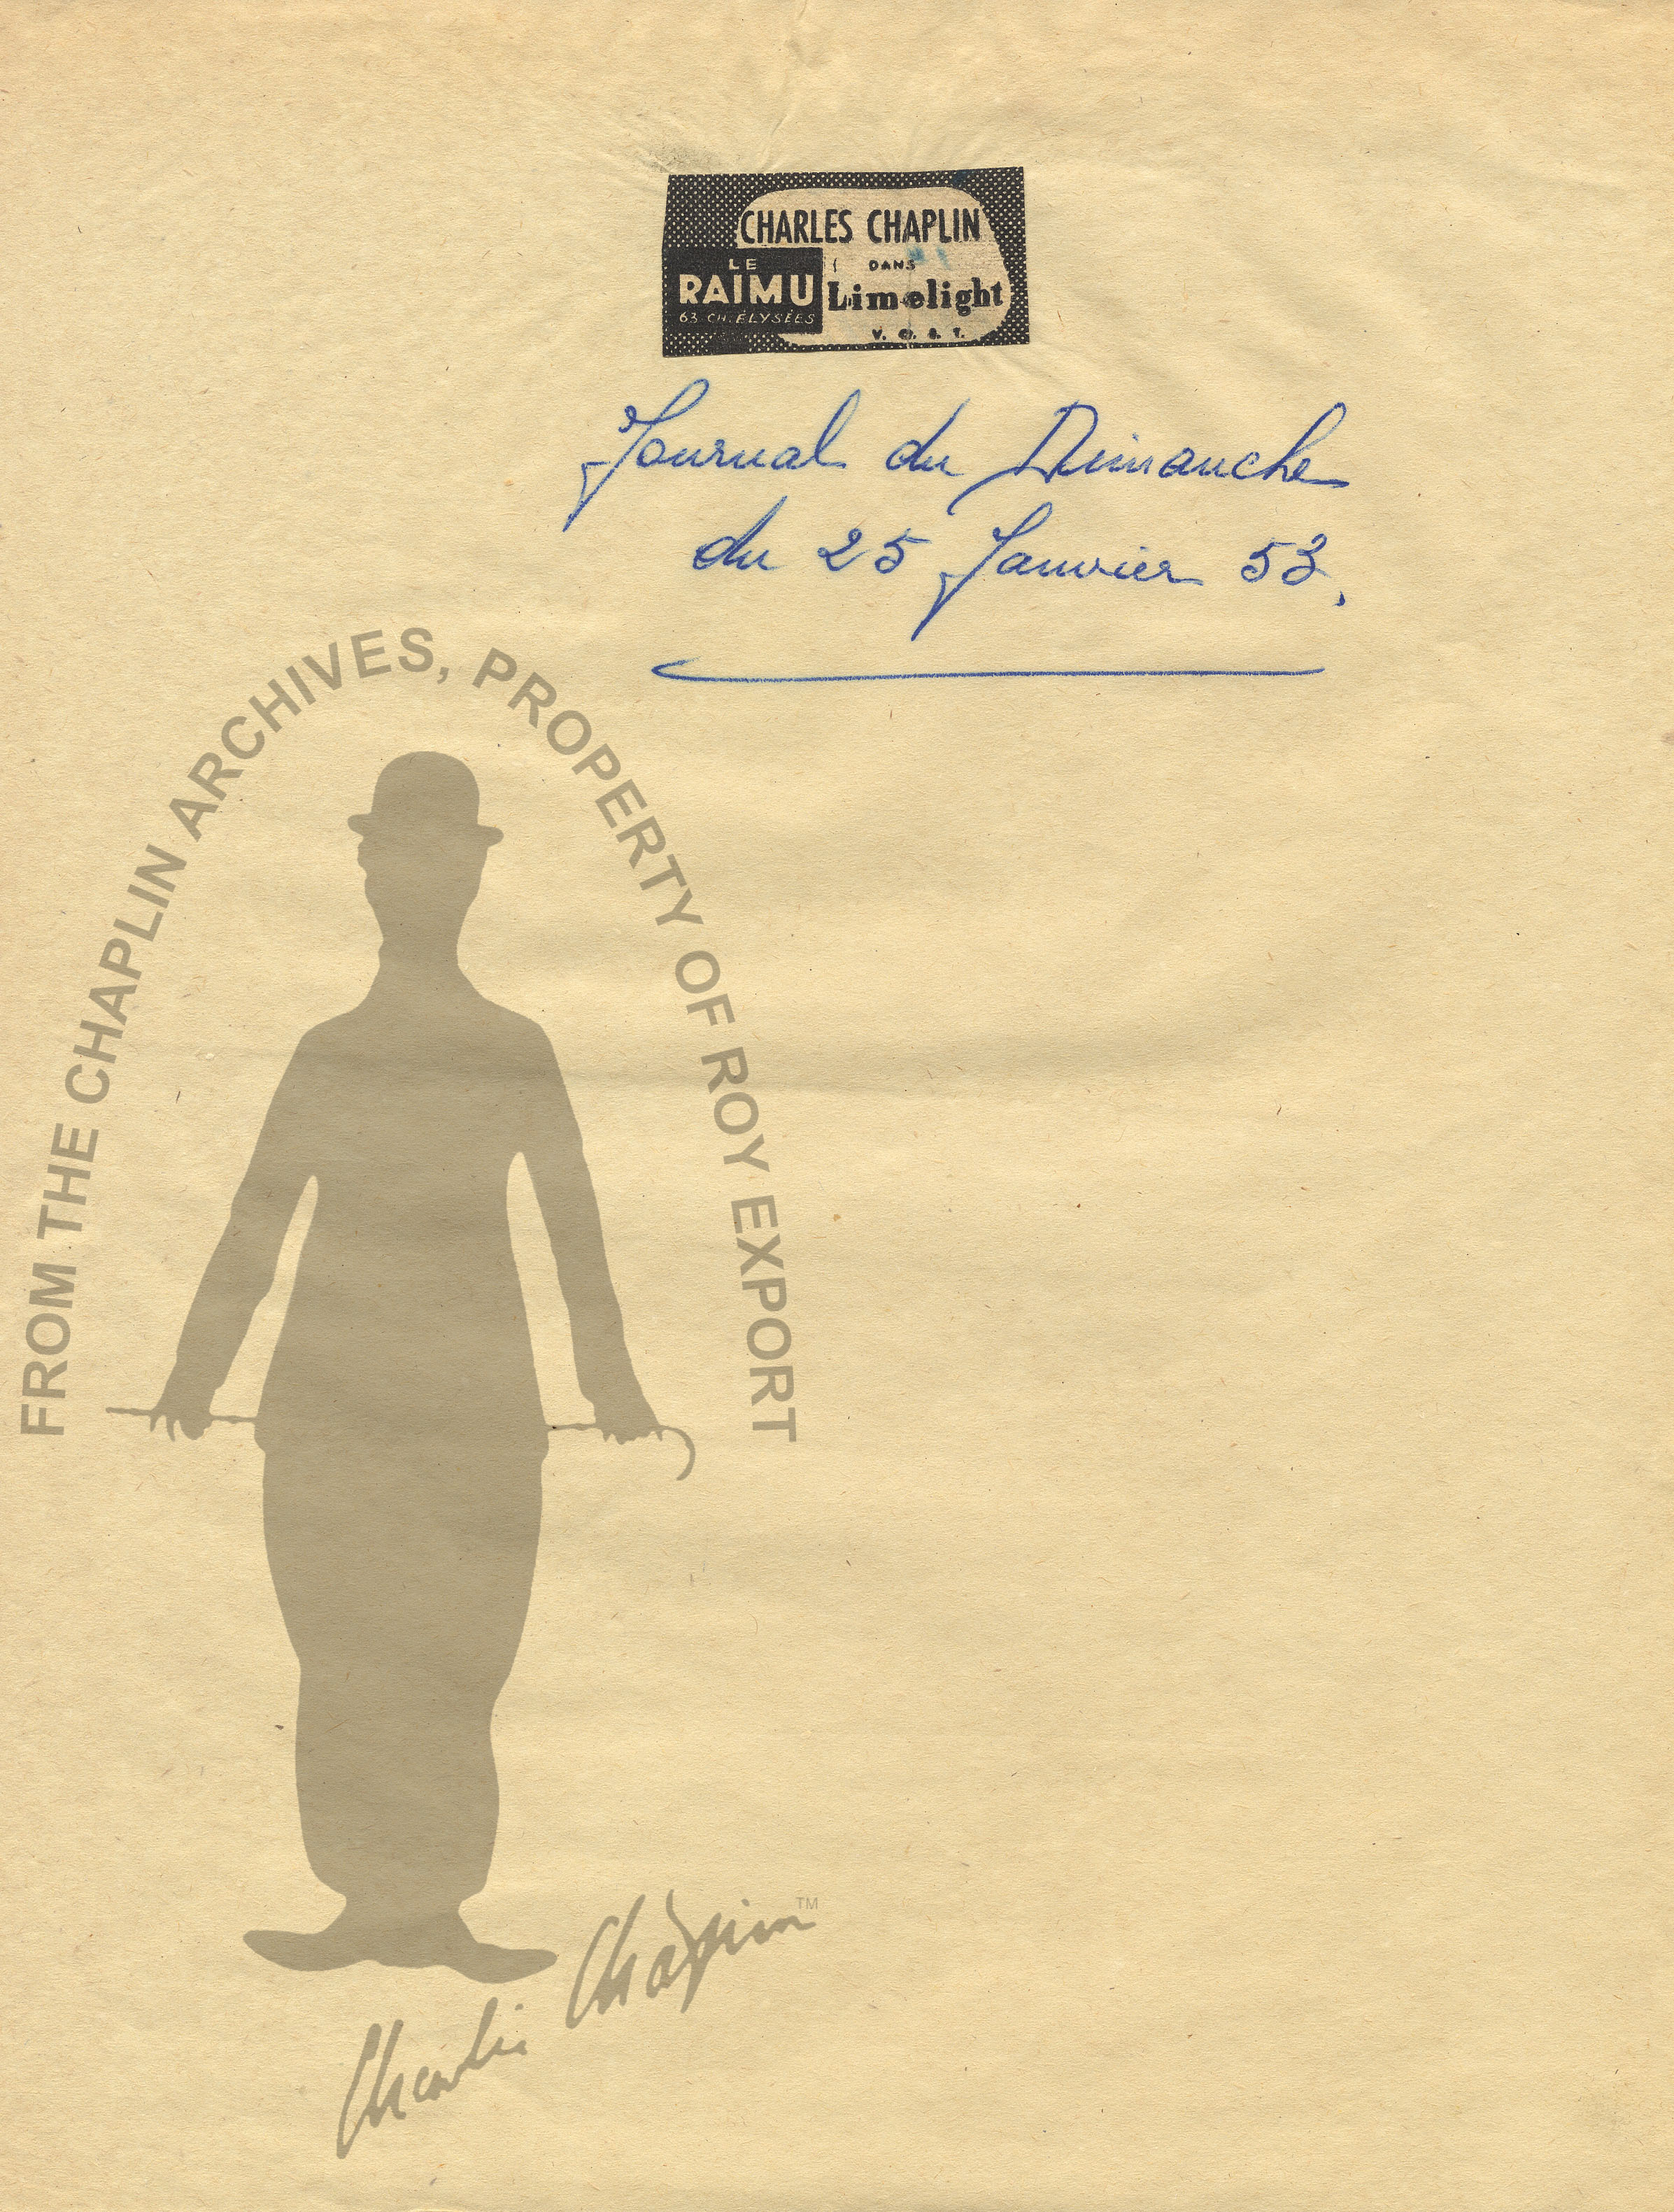 CHARLES CHAPLIN
DANS
LE
RAIMU
63 CH. ÉLYSÉES
Limelight
V. O. S. T.
Journal du Dimanche
du 25 Janvier 53.
FROM THE CHAPLIN ARCHIVES, PROPERTY OF ROY EXPORT
Charlie Chaplin TM